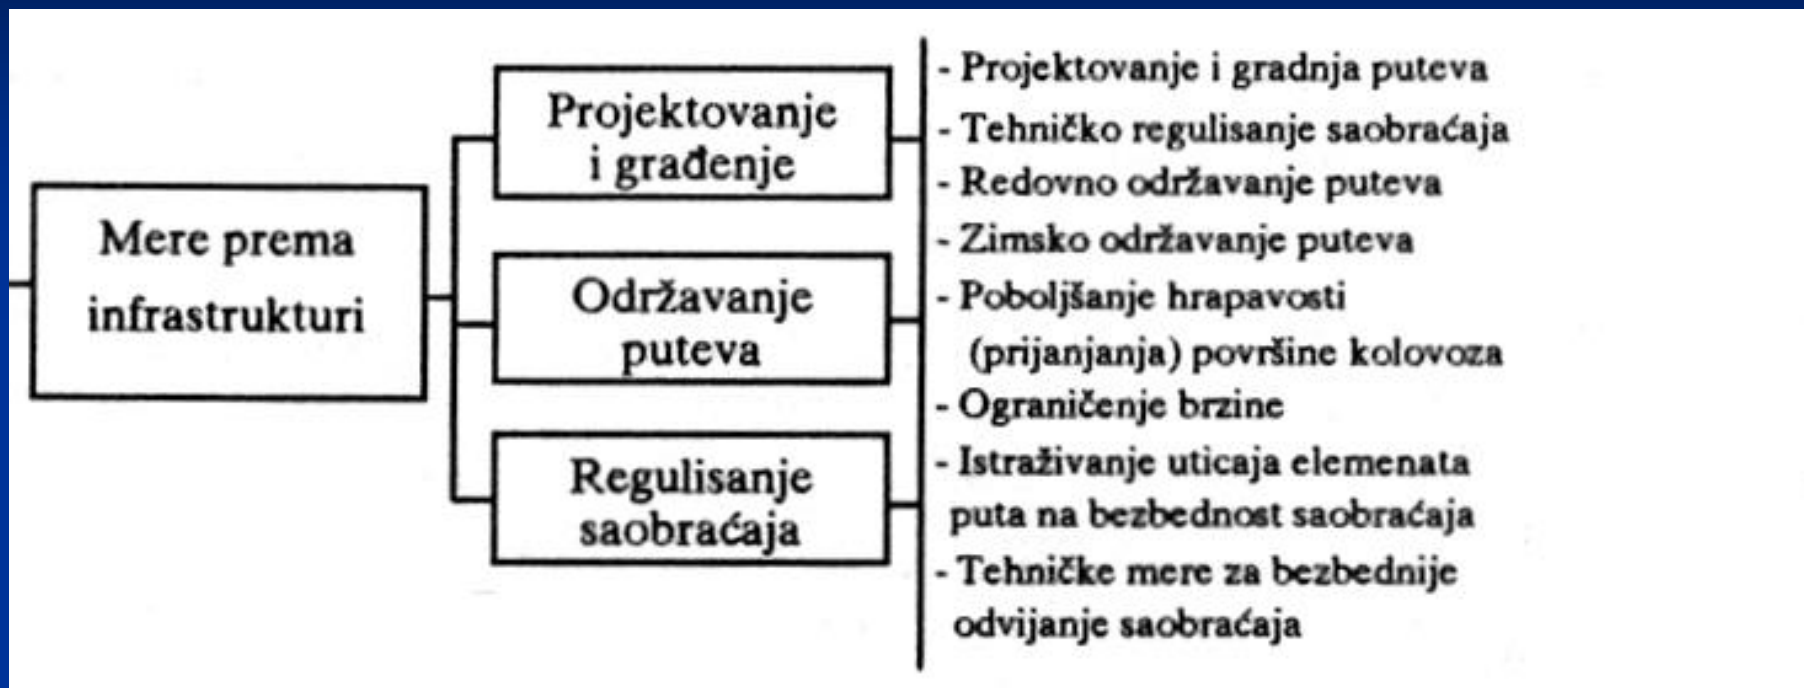 Mere prema
infrastrukturi
Projektovanje
i građenje
Održavanje
puteva
Regulisanje
saobraćaja
- Projektovanje i gradnja puteva
- Tehničko regulisanje saobraćaja
- Redovno održavanje puteva
- Zimsko održavanje puteva
- Poboljšanje hrapavosti
(prijanjanja) površine kolovoza
- Ograničenje brzine
- Istraživanje uticaja elemenata
puta na bezbednost saobraćaja
- Tehničke mere za bezbednije
odvijanje saobraćaja